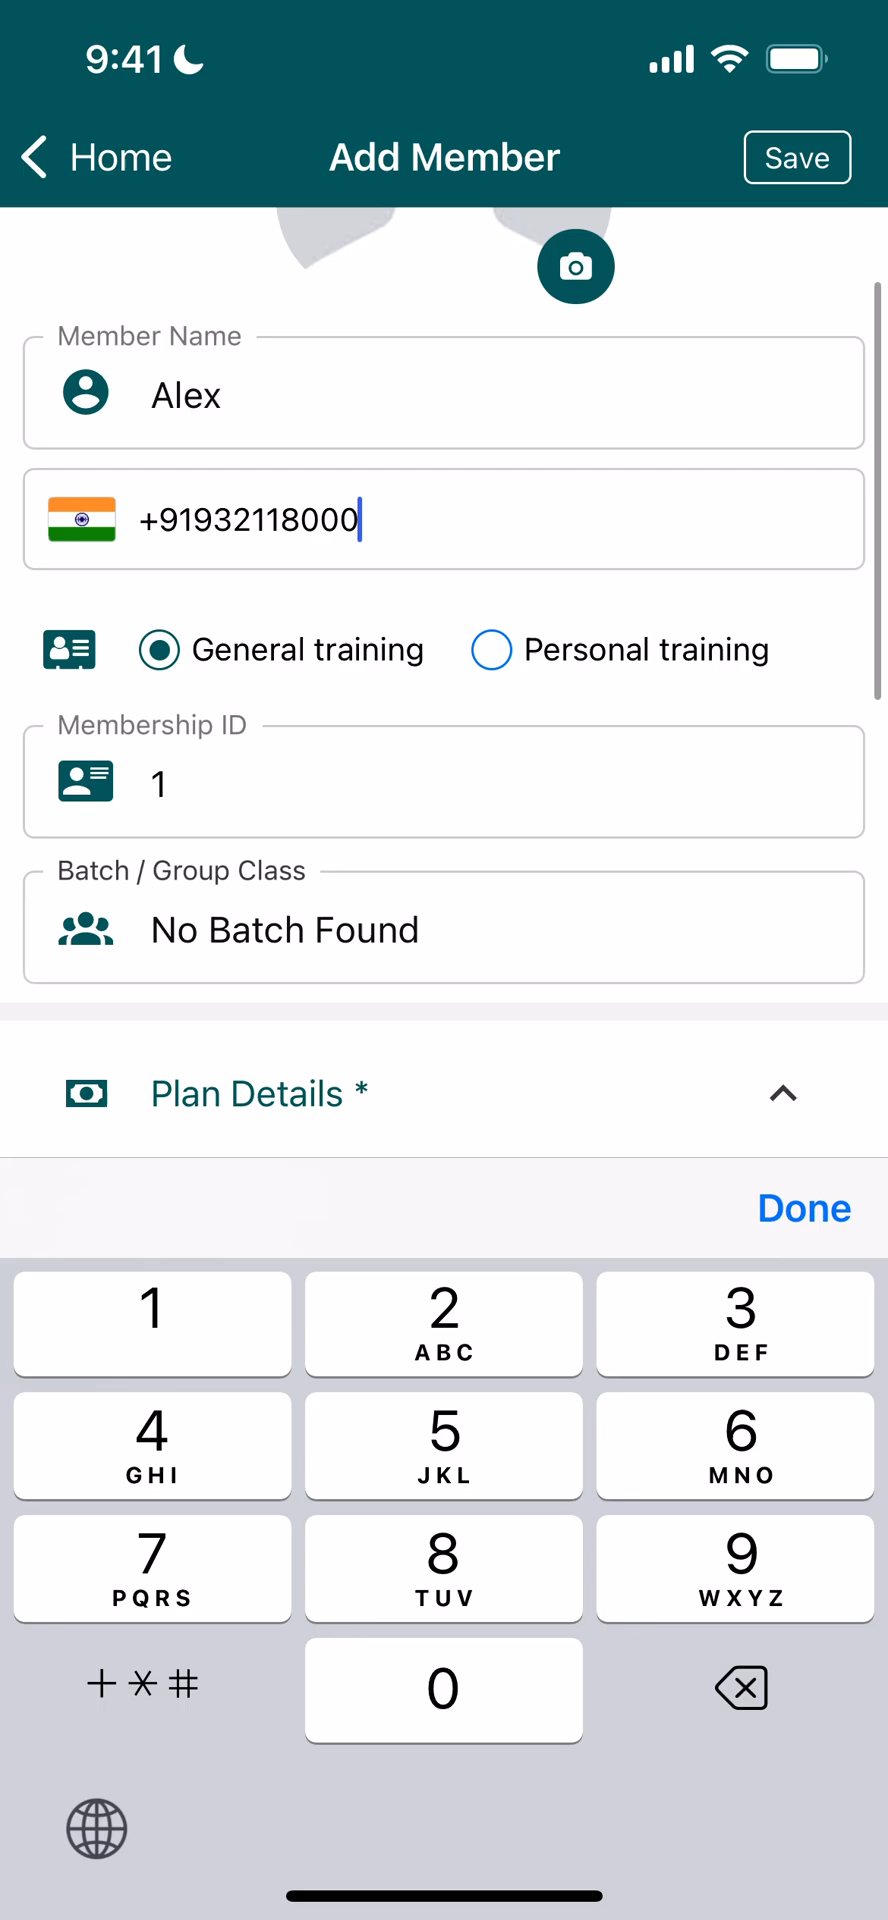 9:41
Home
Add Member
Save
Member Name
Alex
+91932118000
General training
Personal training
Membership ID
1
Batch / Group Class
No Batch Found
Plan Details *
Done
1
2
ABC
3
DEF
4
GHI
5
JKL
6
MNO
7
PQRS
8
TUV
9
WXYZ
+*#
0